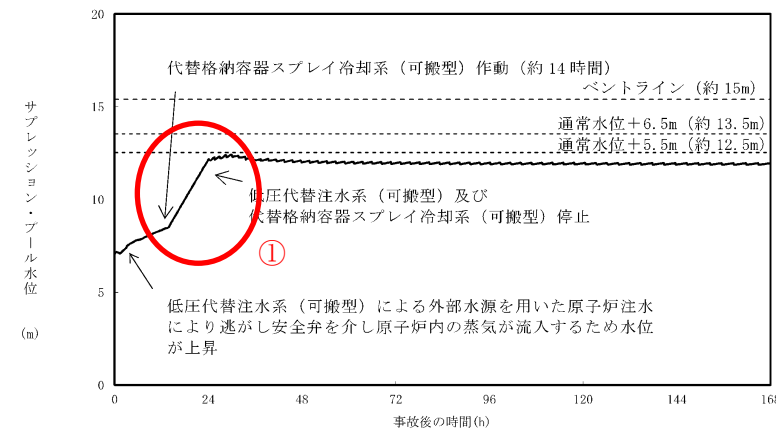 20
代替格納容器スプレイ冷却系（可搬型）作動（約14時間）
ベントライン（約15m）
15
通常水位＋6.5m（約13.5m）
通常水位＋5.5m（約12.5m）
サプレッション・プール水位
(m)
10
低圧代替注水系（可搬型）及び
代替格納容器スプレイ冷却系（可搬型）停止
①
5
低圧代替注水系（可搬型）による外部水源を用いた原子炉注水
により逃がし安全弁を介し原子炉内の蒸気が流入するため水位
が上昇
0
0 24 48 72 96 120 144 168
事故後の時間(h)